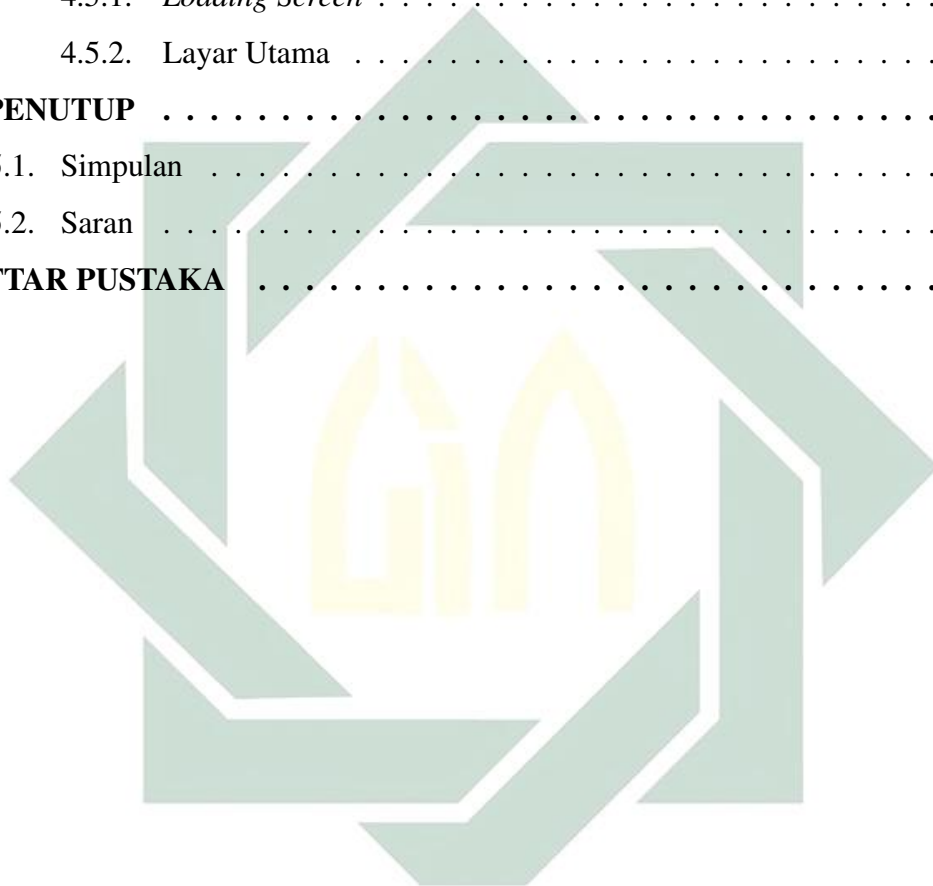 4.5.1. Loading Screen . . . . . . . . . . . . . . . . . . . . . . . .
4.5.2. Layar Utama . . . . . . . . . . . . . . . . . . . . . . . . .
PENUTUP . . . . . . . . . . . . . . . . . . . . . . . . . . . . . . . . .
5.1. Simpulan . . . . . . . . . . . . . . . . . . . . . . . . . . . . . . .
5.2. Saran . . . . . . . . . . . . . . . . . . . . . . . . . . . . . . . . .
TAR PUSTAKA . . . . . . . . . . . . . . . . . . . . . . . . . . . . .
UIN